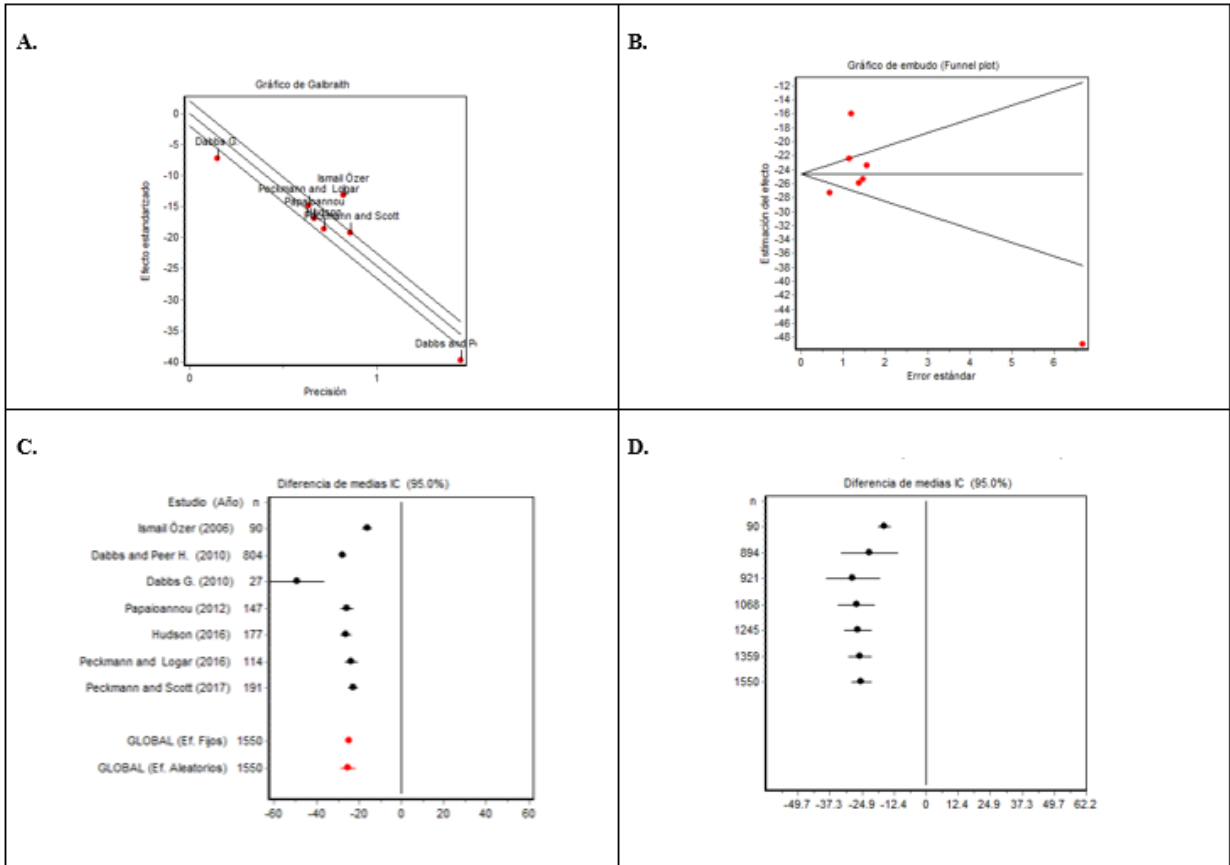 A.
Gráfico de Galbraith
Efecto estandarizado
0
-5
-10
-15
-20
-25
-30
-35
-40
Dabbs G.
Ismail Özer
Peckmann and Logar
Papaioannou
Peckmann and Scott
Dabbs and P
0
1
Precisión
B.
Gráfico de embudo (Funnel plot)
Estimación del efecto
-12
-14
-16
-18
-20
-22
-24
-26
-28
-30
-32
-34
-36
-38
-40
-42
-44
-46
-48
0 1 2 3 4 5 6
Error estándar
C.
Diferencia de medias IC (95.0%)
Estudio (Año) n
Ismail Özer (2006) 90
Dabbs and Peer H. (2010) 804
Dabbs G. (2010) 27
Papaioannou (2012) 147
Hudson (2016) 177
Peckmann and Logar (2016) 114
Peckmann and Scott (2017) 191
GLOBAL (Ef. Fijos) 1550
GLOBAL (Ef. Aleatorios) 1550
-60 -40 -20 0 20 40 60
D.
Diferencia de medias IC (95.0%)
n
90
894
921
1068
1245
1359
1550
-49.7 -37.3 -24.9 -12.4 0 12.4 24.9 37.3 49.7 62.2